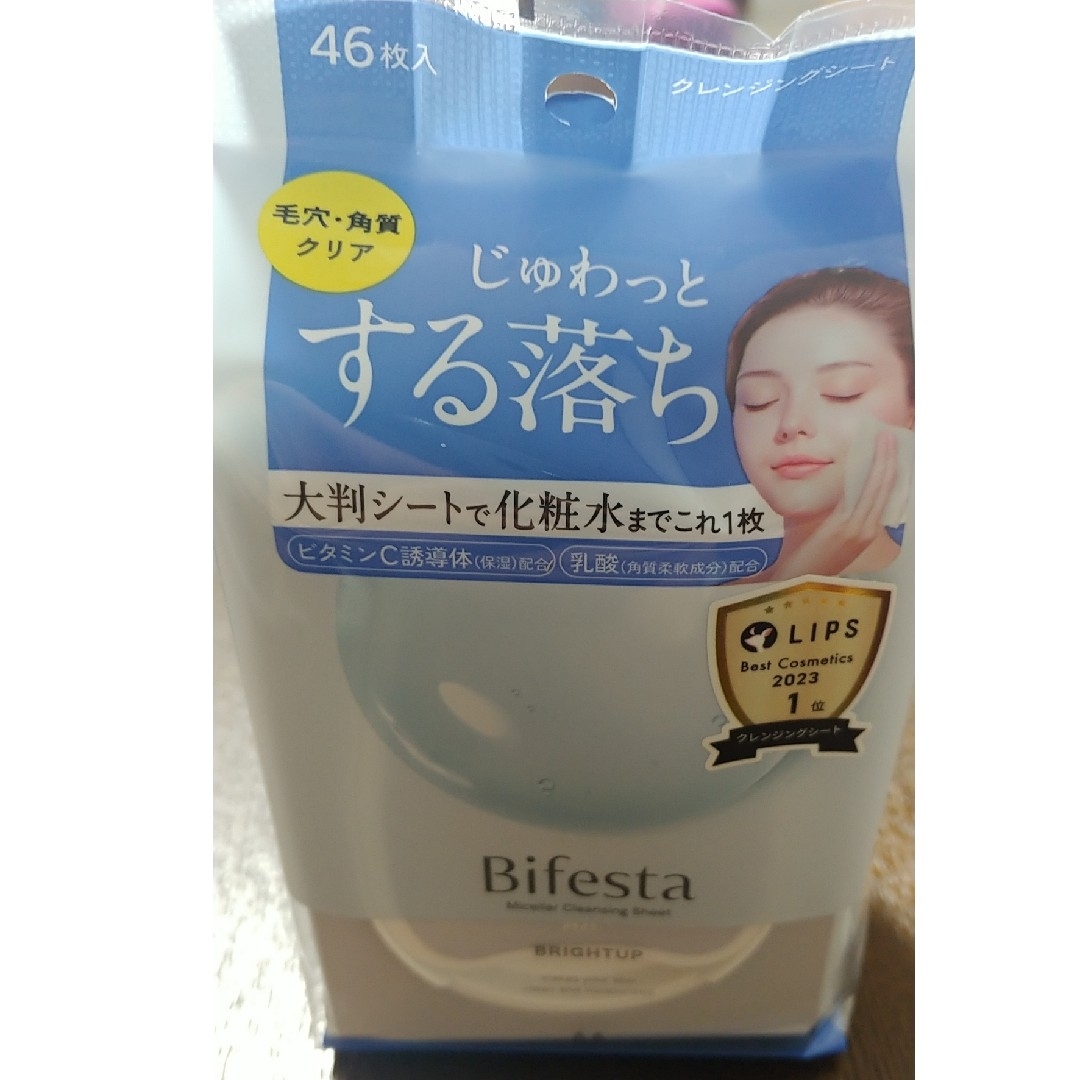 46枚入
クレンジングシート
毛穴・角質
クリア
じゅわっと
する落ち
大判シートで化粧水までこれ1枚
ビタミンC誘導体(保湿)配合
乳酸(角質柔軟成分)配合
LIPS
Best Cosmetics
2023
1位
クレンジングシート
Bifesta
Micellar Cleansing Sheet
BRIGHTUP